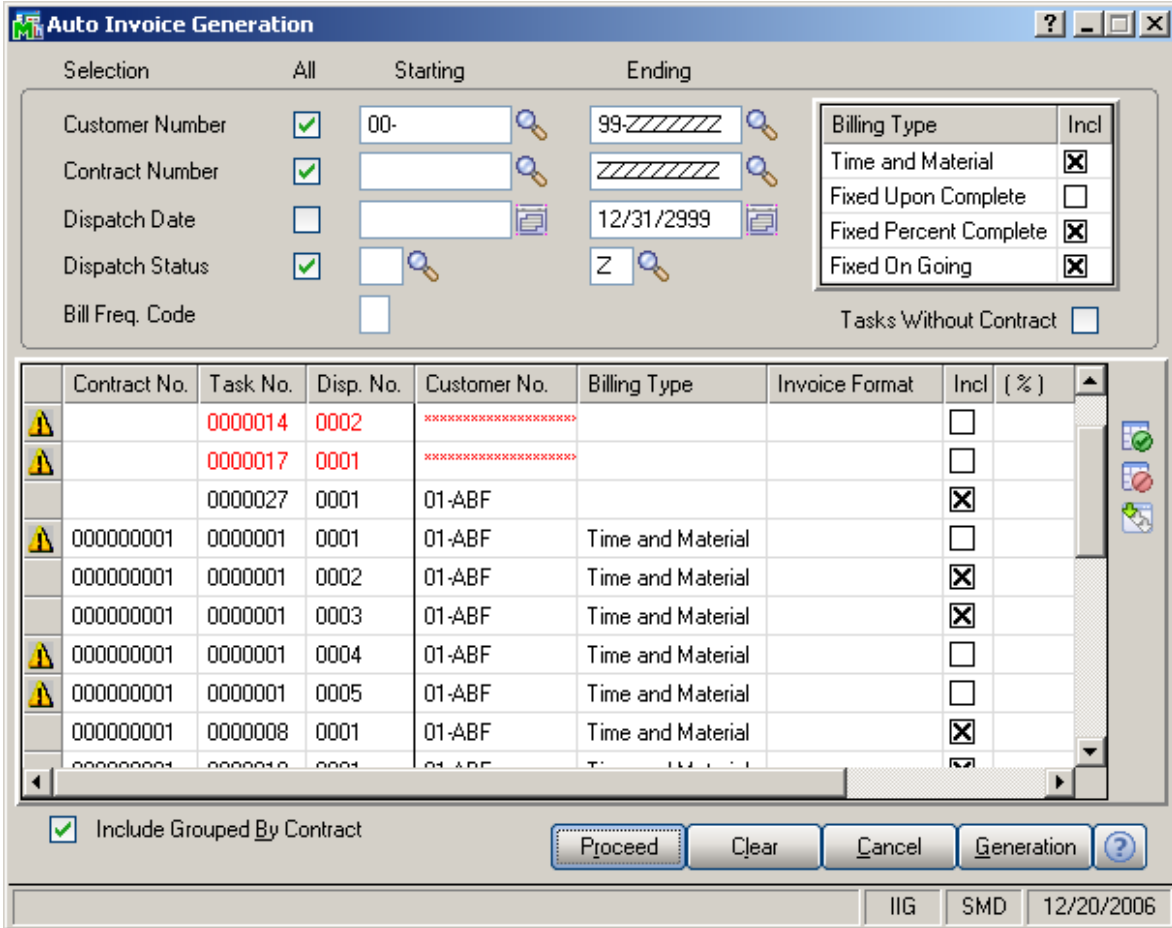 Auto Invoice Generation
Selection All Starting Ending
Customer Number 00- 99-ZZZZZZZ
Contract Number ZZZZZZZZZ
Dispatch Date 12/31/2999
Dispatch Status Z
Bill Freq. Code
Billing Type Incl
Time and Material
Fixed Upon Complete
Fixed Percent Complete
Fixed On Going
Tasks Without Contract
Contract No. Task No. Disp. No. Customer No. Billing Type Invoice Format Incl (%)
0000014 0002
0000017 0001
0000027 0001 01-ABF
000000001 0000001 0001 01-ABF Time and Material
000000001 0000001 0002 01-ABF Time and Material
000000001 0000001 0003 01-ABF Time and Material
000000001 0000001 0004 01-ABF Time and Material
000000001 0000001 0005 01-ABF Time and Material
000000001 0000008 0001 01-ABF Time and Material
Include Grouped By Contract
Proceed Clear Cancel Generation ?
IIG SMD 12/20/2006